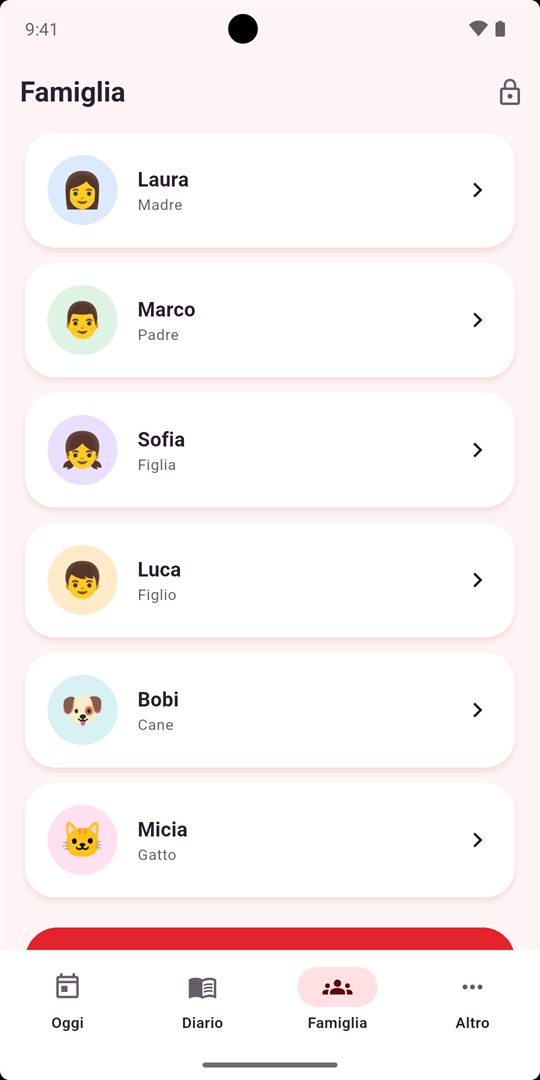 9:41
Famiglia
Laura
Madre
Marco
Padre
Sofia
Figlia
Luca
Figlio
Bobi
Cane
Micia
Gatto
Oggi
Diario
Famiglia
Altro